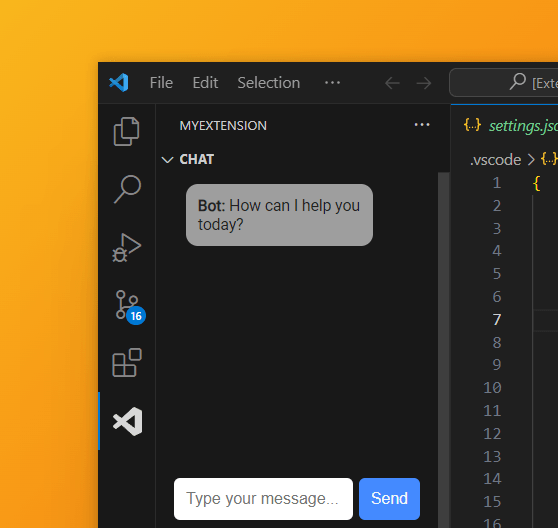 File Edit Selection ···
[Exte
MYEXTENSION ···
CHAT
Bot: How can I help you
today?
16
Type your message...
Send
{..} settings.jsc
.vscode > {..}
1 {
2
3
4
5
6
7
8
9
10
11
12
13
14
15
16